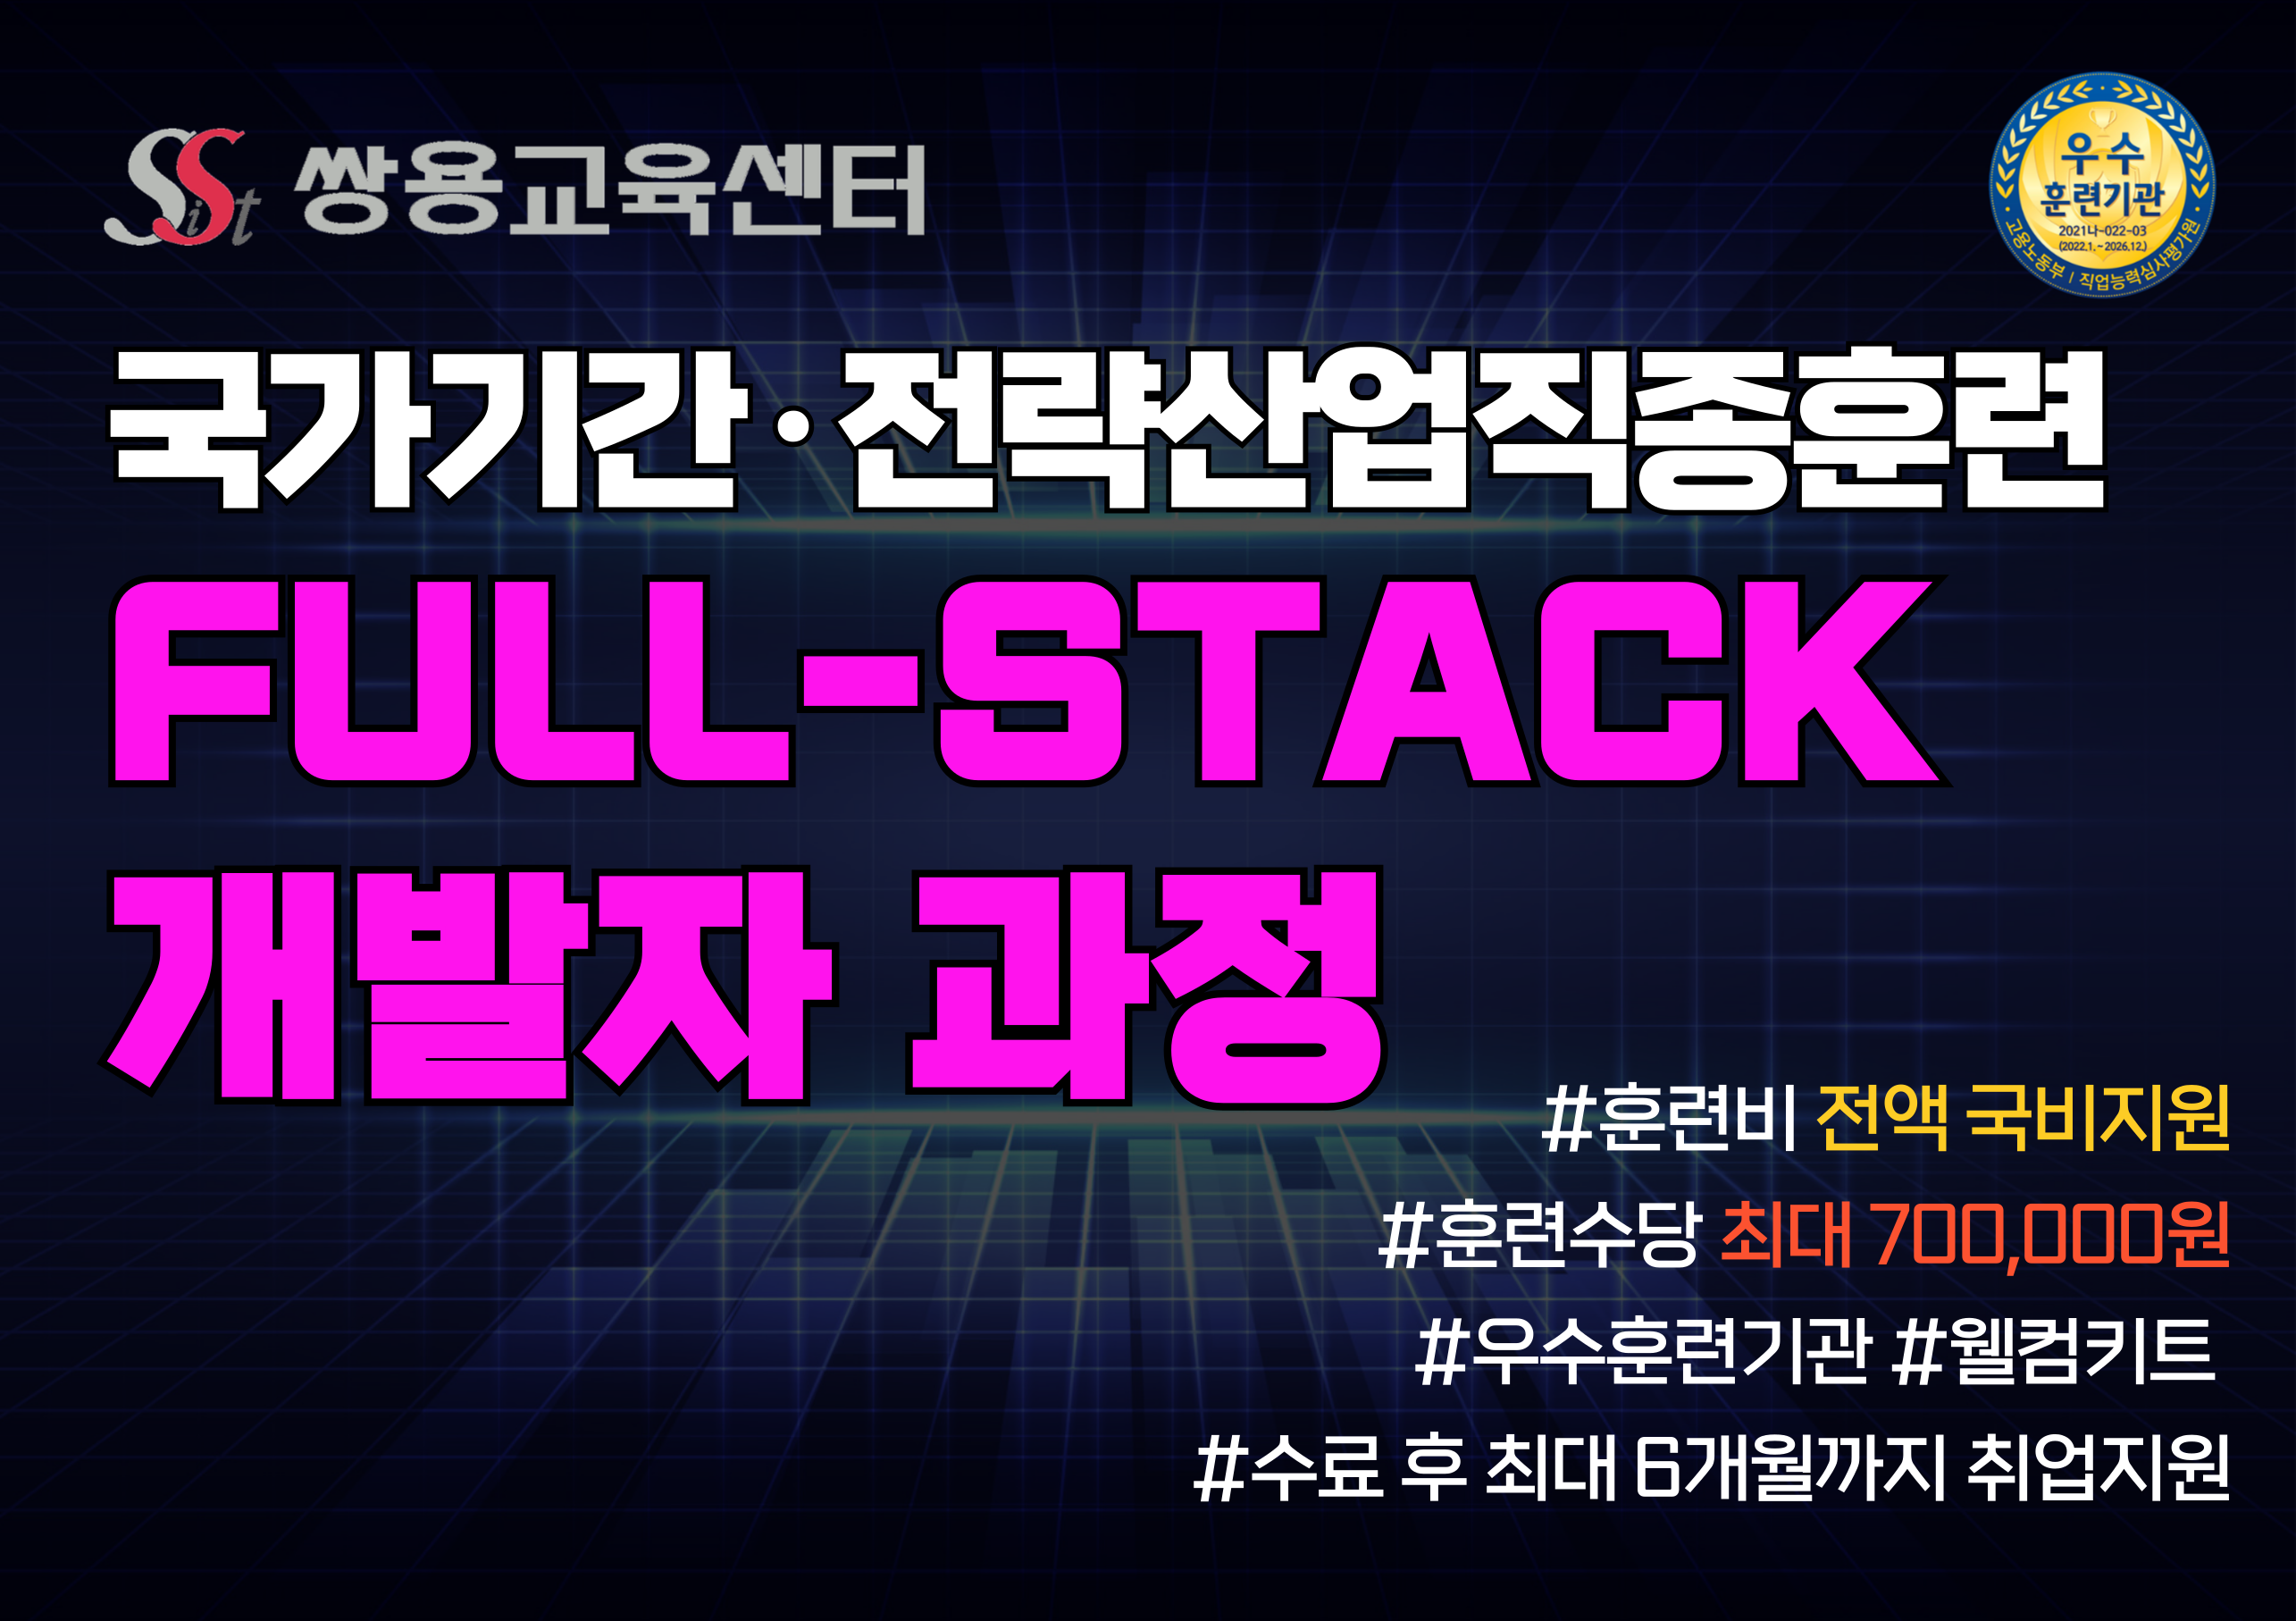 SiSt 쌍용교육센터
우수
훈련기관
2021나-022-03
(2022.1.~2026.12.)
고용노동부 | 직업능력심사평가원
국가기간·전략산업직종훈련
FULL-STACK
개발자 과정
#훈련비 전액 국비지원
#훈련수당 최대 700,000원
#우수훈련기관 #웰컴키트
#수료 후 최대 6개월까지 취업지원